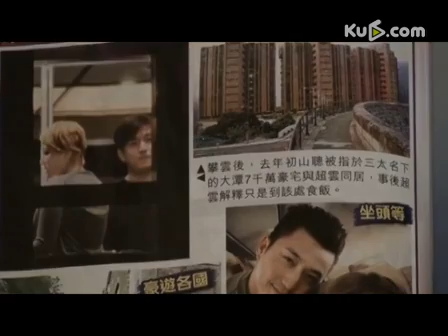 Ku6.com
攀雲後，去年初山聰被指於三太名下
的大潭7千萬豪宅與超雲同居，事後超
雲解釋只是到該處食飯。
坐頭等
豪遊各國